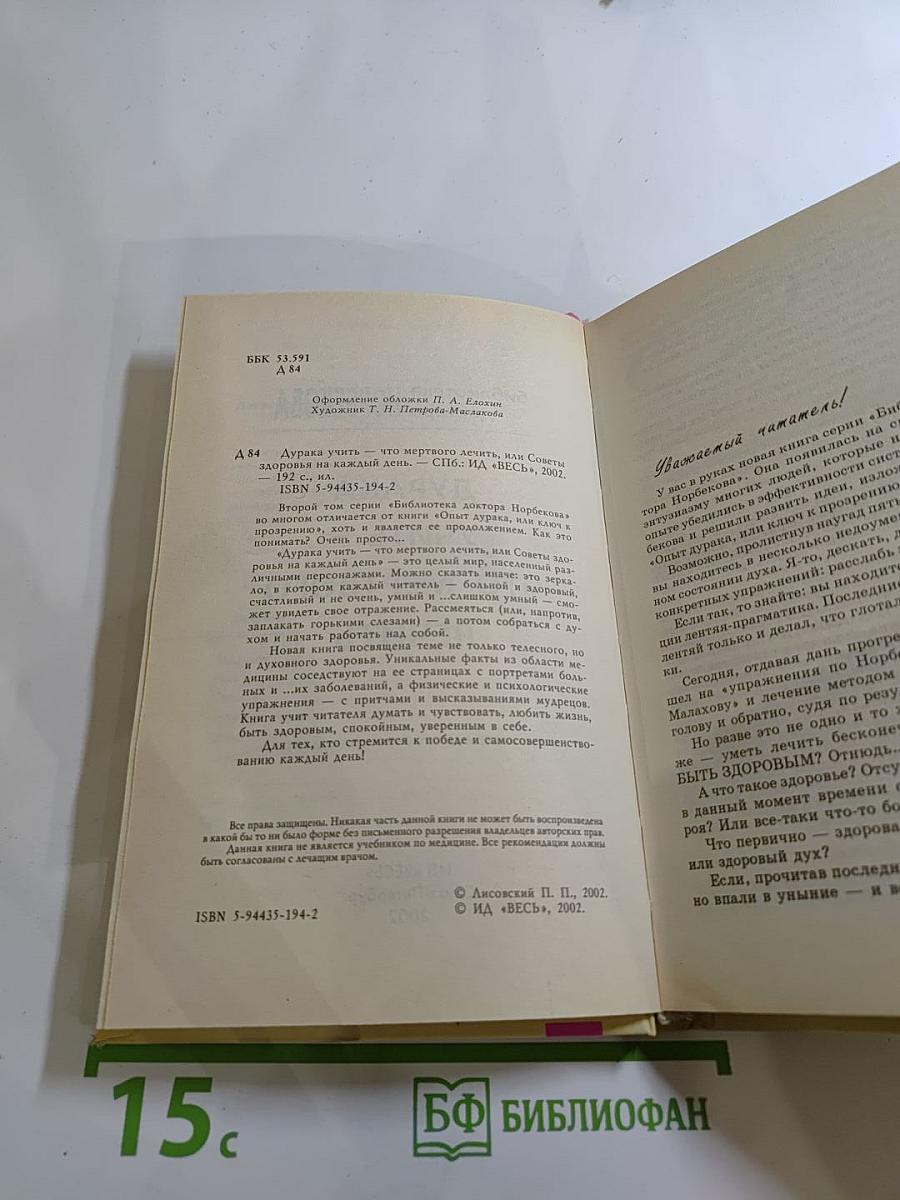 ББК 53.591
Д 84
Оформление обложки П. А. Елохин
Художник Т. Н. Петрова-Маслакова
Д 84 Дурака учить — что мертвого лечить, или Советы
здоровья на каждый день. — СПб.: ИД «ВЕСЬ», 2002.
— 192 с., ил.
ISBN 5-94435-194-2
Второй том серии «Библиотека доктора Норбекова»
во многом отличается от книги «Опыт дурака, или ключ к
прозрению», хоть и является ее продолжением. Как это
понимать? Очень просто...
«Дурака учить — что мертвого лечить, или Советы здо-
ровья на каждый день» — это целый мир, населенный раз-
личными персонажами. Можно сказать иначе: это зерка-
ло, в котором каждый читатель — больной и здоровый,
счастливый и не очень, умный и ...слишком умный — смо-
жет увидеть свое отражение. Рассмеяться (или, напротив,
заплакать горькими слезами) — а потом собраться с ду-
хом и начать работать над собой.
Новая книга посвящена теме не только телесного, но
и духовного здоровья. Уникальные факты из области ме-
дицины соседствуют на ее страницах с портретами боль-
ных и ...их заболеваний, а физические и психологические
упражнения — с притчами и высказываниями мудрецов.
Книга учит читателя думать и чувствовать, любить жизнь,
быть здоровым, спокойным, уверенным в себе.
Для тех, кто стремится к победе и самосовершенство-
ванию каждый день!
Все права защищены. Никакая часть данной книги не может быть воспроизведена
в какой бы то ни было форме без письменного разрешения владельцев авторских прав.
Данная книга не является учебником по медицине. Все рекомендации должны
быть согласованы с лечащим врачом.
© Лисовский П. П., 2002.
ISBN 5-94435-194-2 © ИД «ВЕСЬ», 2002.
Уважаемый читатель!
У вас в руках новая книга серии «Биб
тора Норбекова». Она появилась на с
энтузиазму многих людей, которые н
опыте убедились в эффективности сист
бекова и решили развить идеи, излож
«Опыт дурака, или ключ к прозрению
Возможно, пролистнув наугад пять
вы находитесь в несколько недоумен
ном состоянии духа. Я-то, дескать, д
конкретных упражнений: расслабь
Если так, то знайте: вы находите
ции лентяя-прагматика. Последние
лентяй только и делал, что глотал
ки.
Сегодня, отдавая дань прогре
шел на «упражнения по Норбе
Малахову» и лечение методом
голову и обратно, судя по резу
Но разве это не одно и то ж
же — уметь лечить бесконеч
БЫТЬ ЗДОРОВЫМ? Отнюдь...
А что такое здоровье? Отсу
в данный момент времени о
роя? Или все-таки что-то бо
Что первично — здорова
или здоровый дух?
Если, прочитав последн
но впали в уныние — и в
15 с
БФ БИБЛИОФАН